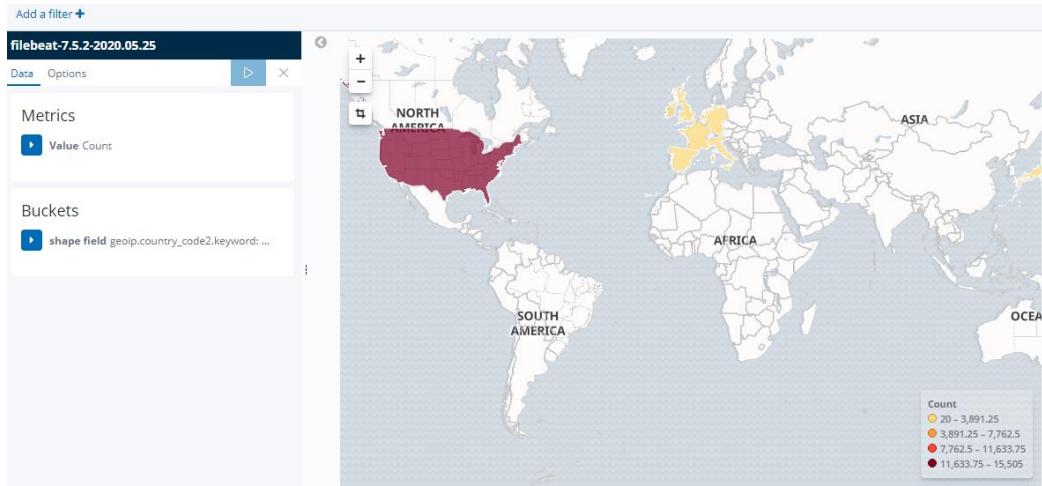 Add a filter +
filebeat-7.5.2-2020.05.25
Data Options
Metrics
Value Count
Buckets
shape field geoip.country_code2.keyword: ...
+
−
NORTH
AMERICA
ASIA
AFRICA
SOUTH
AMERICA
OCEA
Count
20 – 3,891.25
3,891.25 – 7,762.5
7,762.5 – 11,633.75
11,633.75 – 15,505